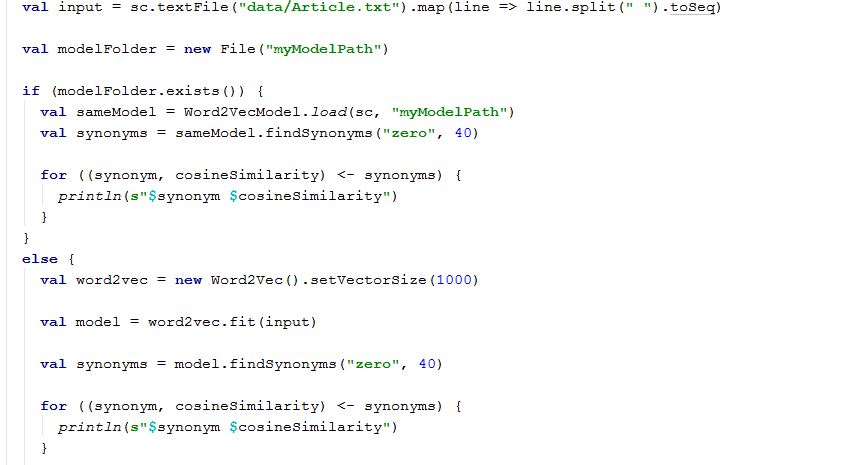 val input = sc.textFile("data/Article.txt").map(line => line.split(" ").toSeq)
val modelFolder = new File("myModelPath")
if (modelFolder.exists()) {
val sameModel = Word2VecModel.load(sc, "myModelPath")
val synonyms = sameModel.findSynonyms("zero", 40)
for ((synonym, cosineSimilarity) <- synonyms) {
println(s"$synonym $cosineSimilarity")
}
}
else {
val word2vec = new Word2Vec().setVectorSize(1000)
val model = word2vec.fit(input)
val synonyms = model.findSynonyms("zero", 40)
for ((synonym, cosineSimilarity) <- synonyms) {
println(s"$synonym $cosineSimilarity")
}